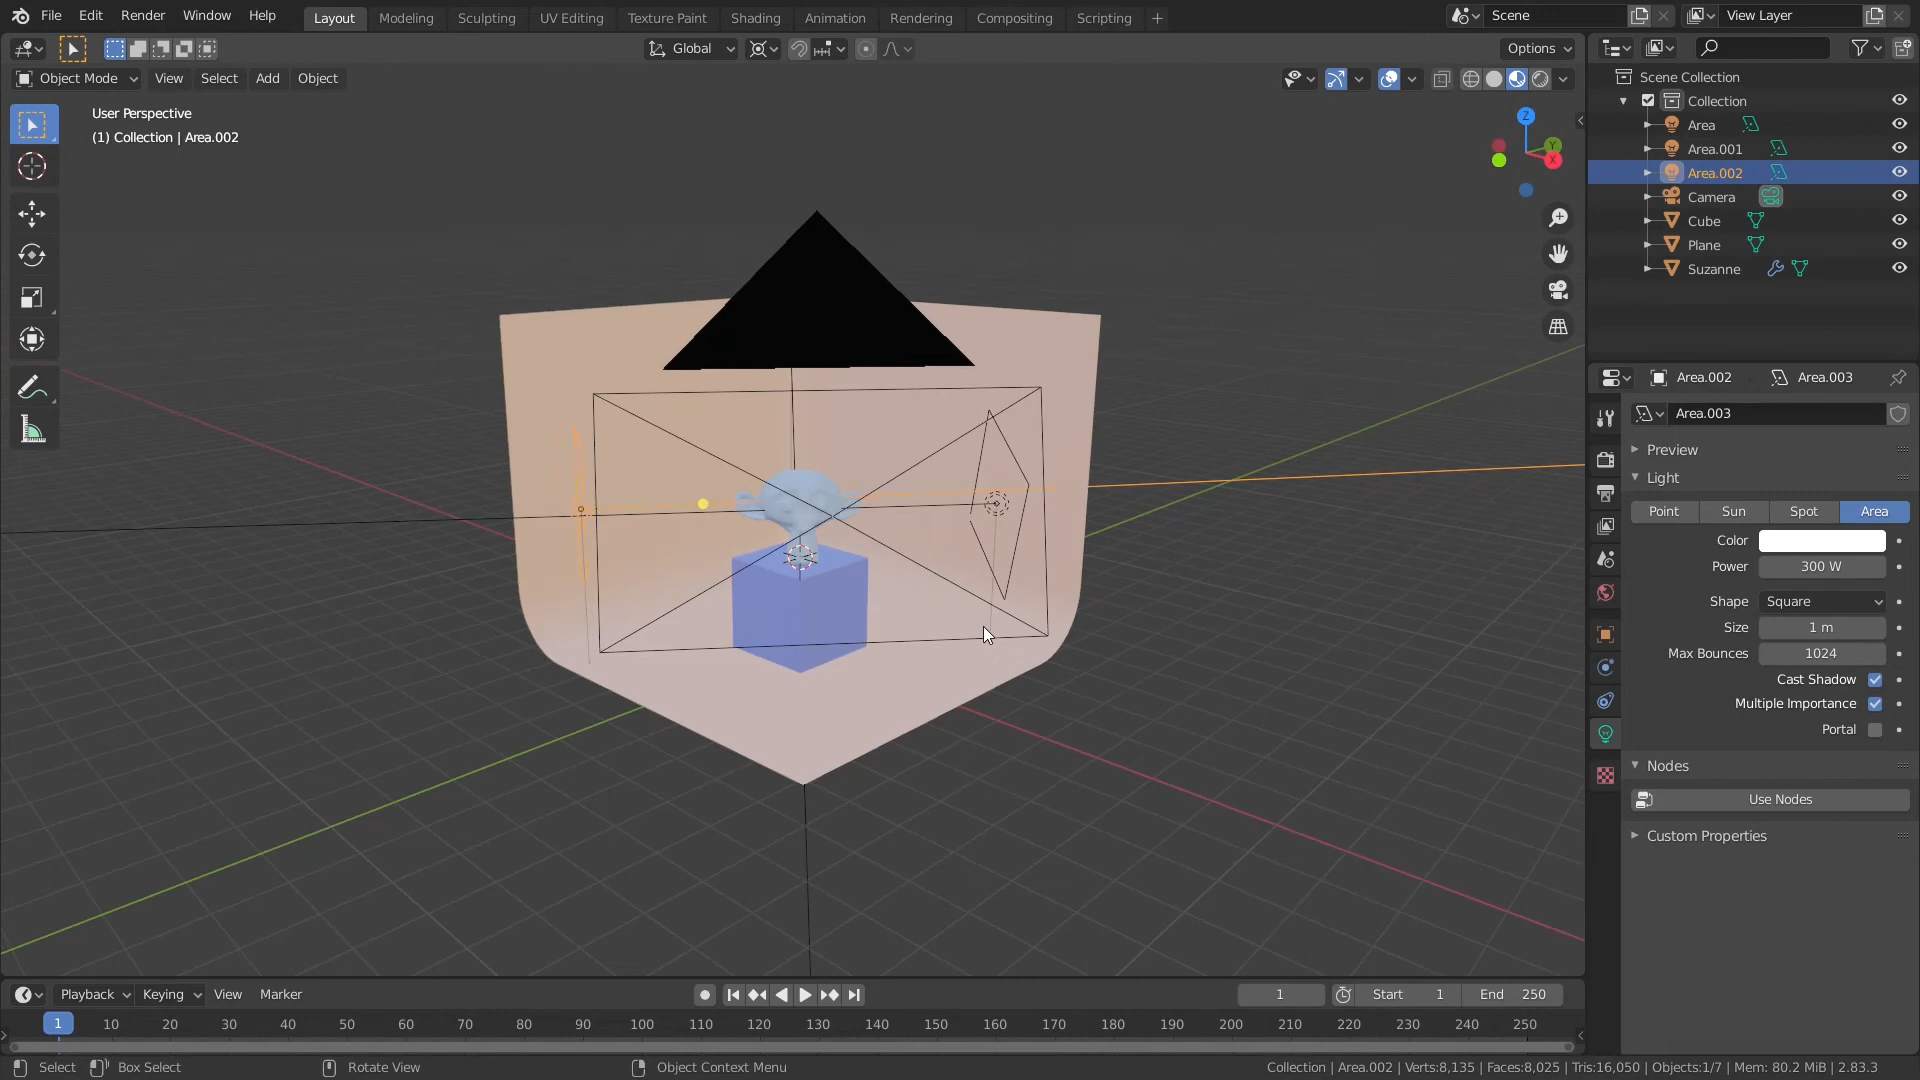 File Edit Render Window Help Layout Modeling Sculpting UV Editing Texture Paint Shading Animation Rendering Compositing Scripting + Scene View Layer
Global Options
Object Mode View Select Add Object
User Perspective
(1) Collection | Area.002
Z
Y
X
Scene Collection
Collection
Area
Area.001
Area.002
Camera
Cube
Plane
Suzanne
Area.002 Area.003
Area.003
Preview
Light
Point Sun Spot Area
Color
Power 300 W
Shape Square
Size 1 m
Max Bounces 1024
Cast Shadow
Multiple Importance
Portal
Nodes
Use Nodes
Custom Properties
Playback Keying View Marker 1 Start 1 End 250
1 10 20 30 40 50 60 70 80 90 100 110 120 130 140 150 160 170 180 190 200 210 220 230 240 250
Select Box Select Rotate View Object Context Menu Collection | Area.002 | Verts:8,135 | Faces:8,025 | Tris:16,050 | Objects:1/7 | Mem: 80.2 MiB | 2.83.3